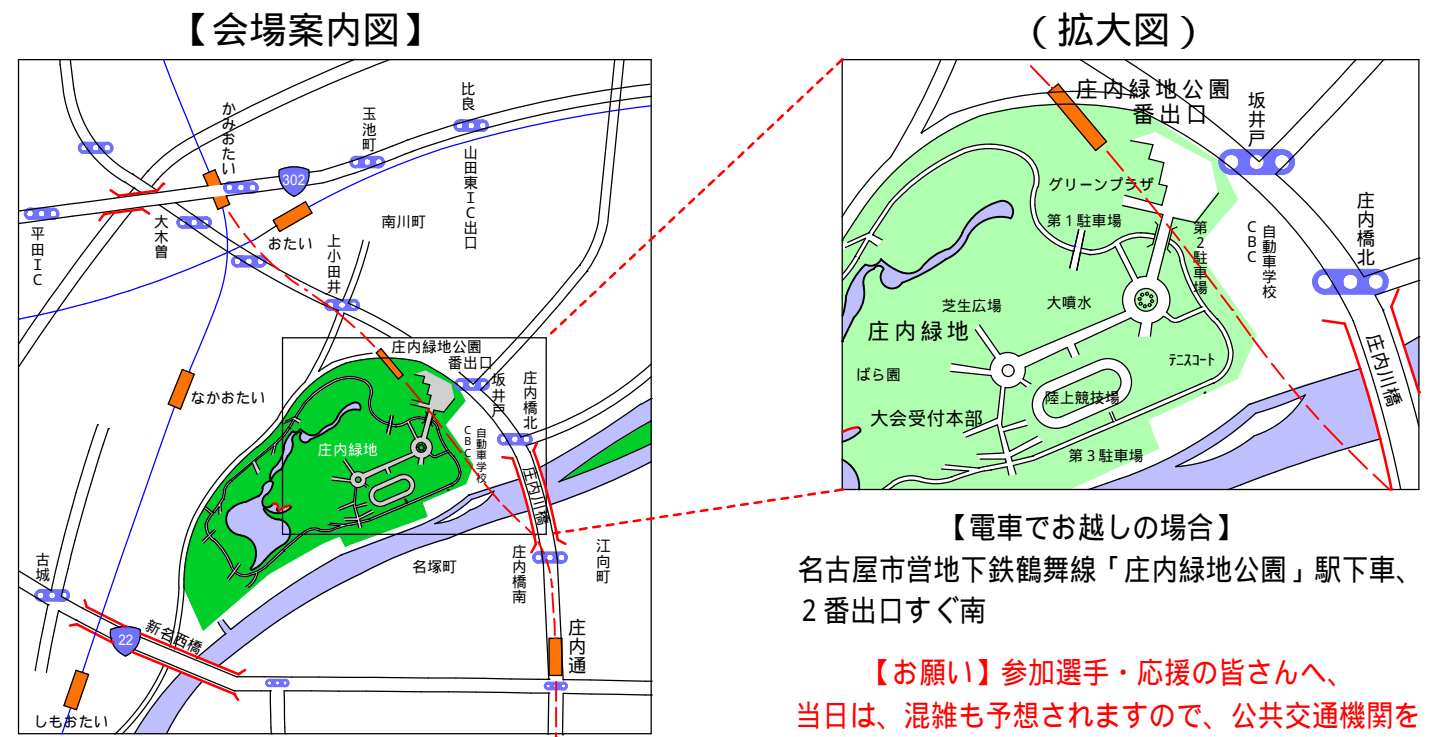 【会場案内図】
かみおたい
比良
玉池町
302
山田東IC出口
平田IC
大木曽
おたい
南川町
上小田井
庄内緑地公園
番出口
坂井戸
庄内橋北
なかおたい
庄内緑地
CBC
自動車学校
庄内川橋
古城
名塚町
庄内橋南
江向町
22
新名西橋
庄内通
しもおたい
(拡大図)
庄内緑地公園
番出口
坂井戸
グリーンプラザ
第1駐車場
第2駐車場
CBC
自動車学校
庄内橋北
芝生広場
大噴水
庄内緑地
ばら園
テニスコート
陸上競技場
庄内川橋
大会受付本部
第3駐車場
【電車でお越しの場合】
名古屋市営地下鉄鶴舞線「庄内緑地公園」駅下車、
2番出口すぐ南
【お願い】参加選手・応援の皆さんへ、
当日は、混雑も予想されますので、公共交通機関を